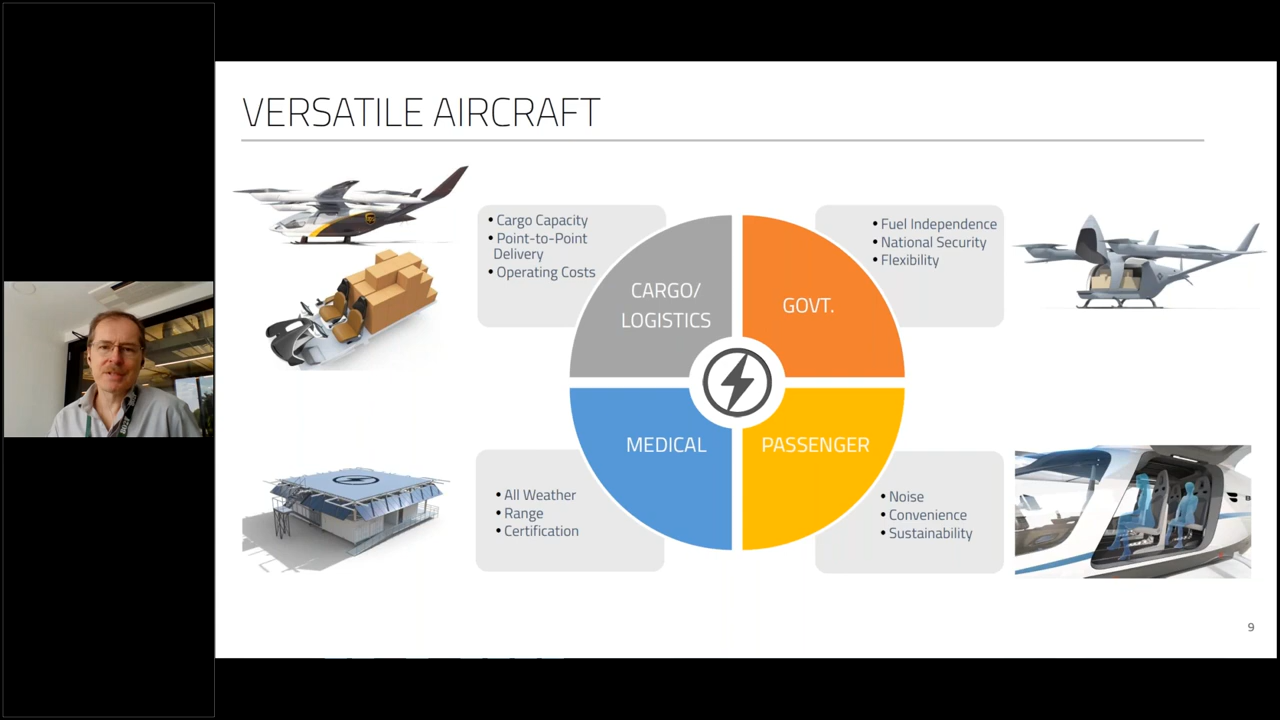 VERSATILE AIRCRAFT
• Cargo Capacity
• Point-to-Point
Delivery
• Operating Costs
• Fuel Independence
• National Security
• Flexibility
CARGO/
LOGISTICS
GOVT.
MEDICAL
PASSENGER
• All Weather
• Range
• Certification
• Noise
• Convenience
• Sustainability
9